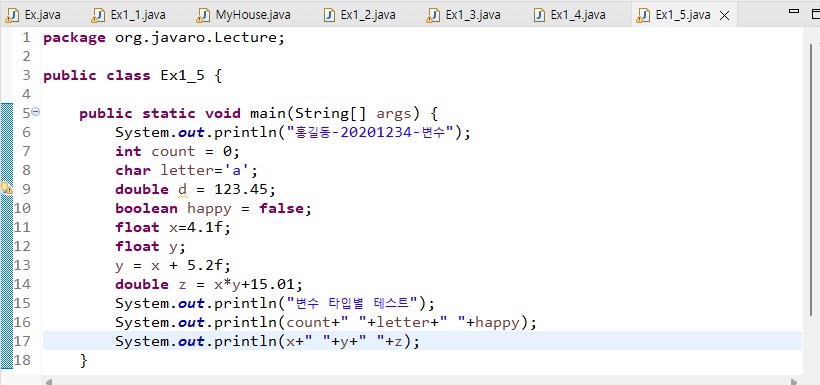 Ex.java Ex1_1.java MyHouse.java Ex1_2.java Ex1_3.java Ex1_4.java Ex1_5.java
1 package org.javaro.Lecture;
2
3 public class Ex1_5 {
4
5 public static void main(String[] args) {
6 System.out.println("홍길동-20201234-변수");
7 int count = 0;
8 char letter='a';
9 double d = 123.45;
10 boolean happy = false;
11 float x=4.1f;
12 float y;
13 y = x + 5.2f;
14 double z = x*y+15.01;
15 System.out.println("변수 타입별 테스트");
16 System.out.println(count+" "+letter+" "+happy);
17 System.out.println(x+" "+y+" "+z);
18 }